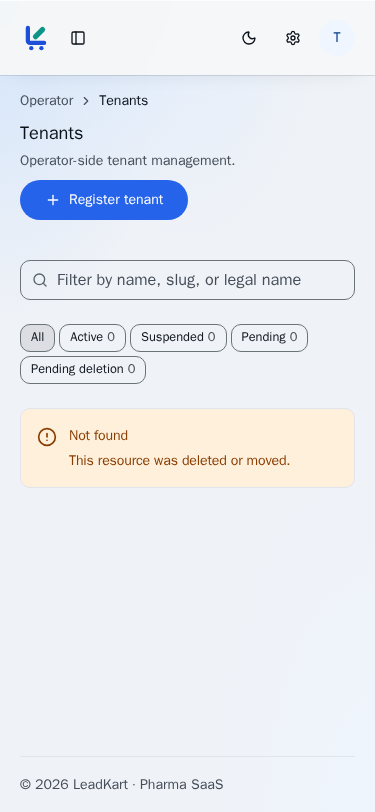 T
Operator > Tenants
Tenants
Operator-side tenant management.
+ Register tenant
Filter by name, slug, or legal name
All Active 0 Suspended 0 Pending 0
Pending deletion 0
Not found
This resource was deleted or moved.
© 2026 LeadKart · Pharma SaaS